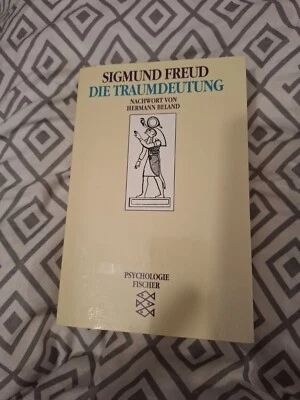 SIGMUND FREUD
DIE TRAUMDEUTUNG
NACHWORT VON
HERMANN BELAND
PSYCHOLOGIE
FISCHER